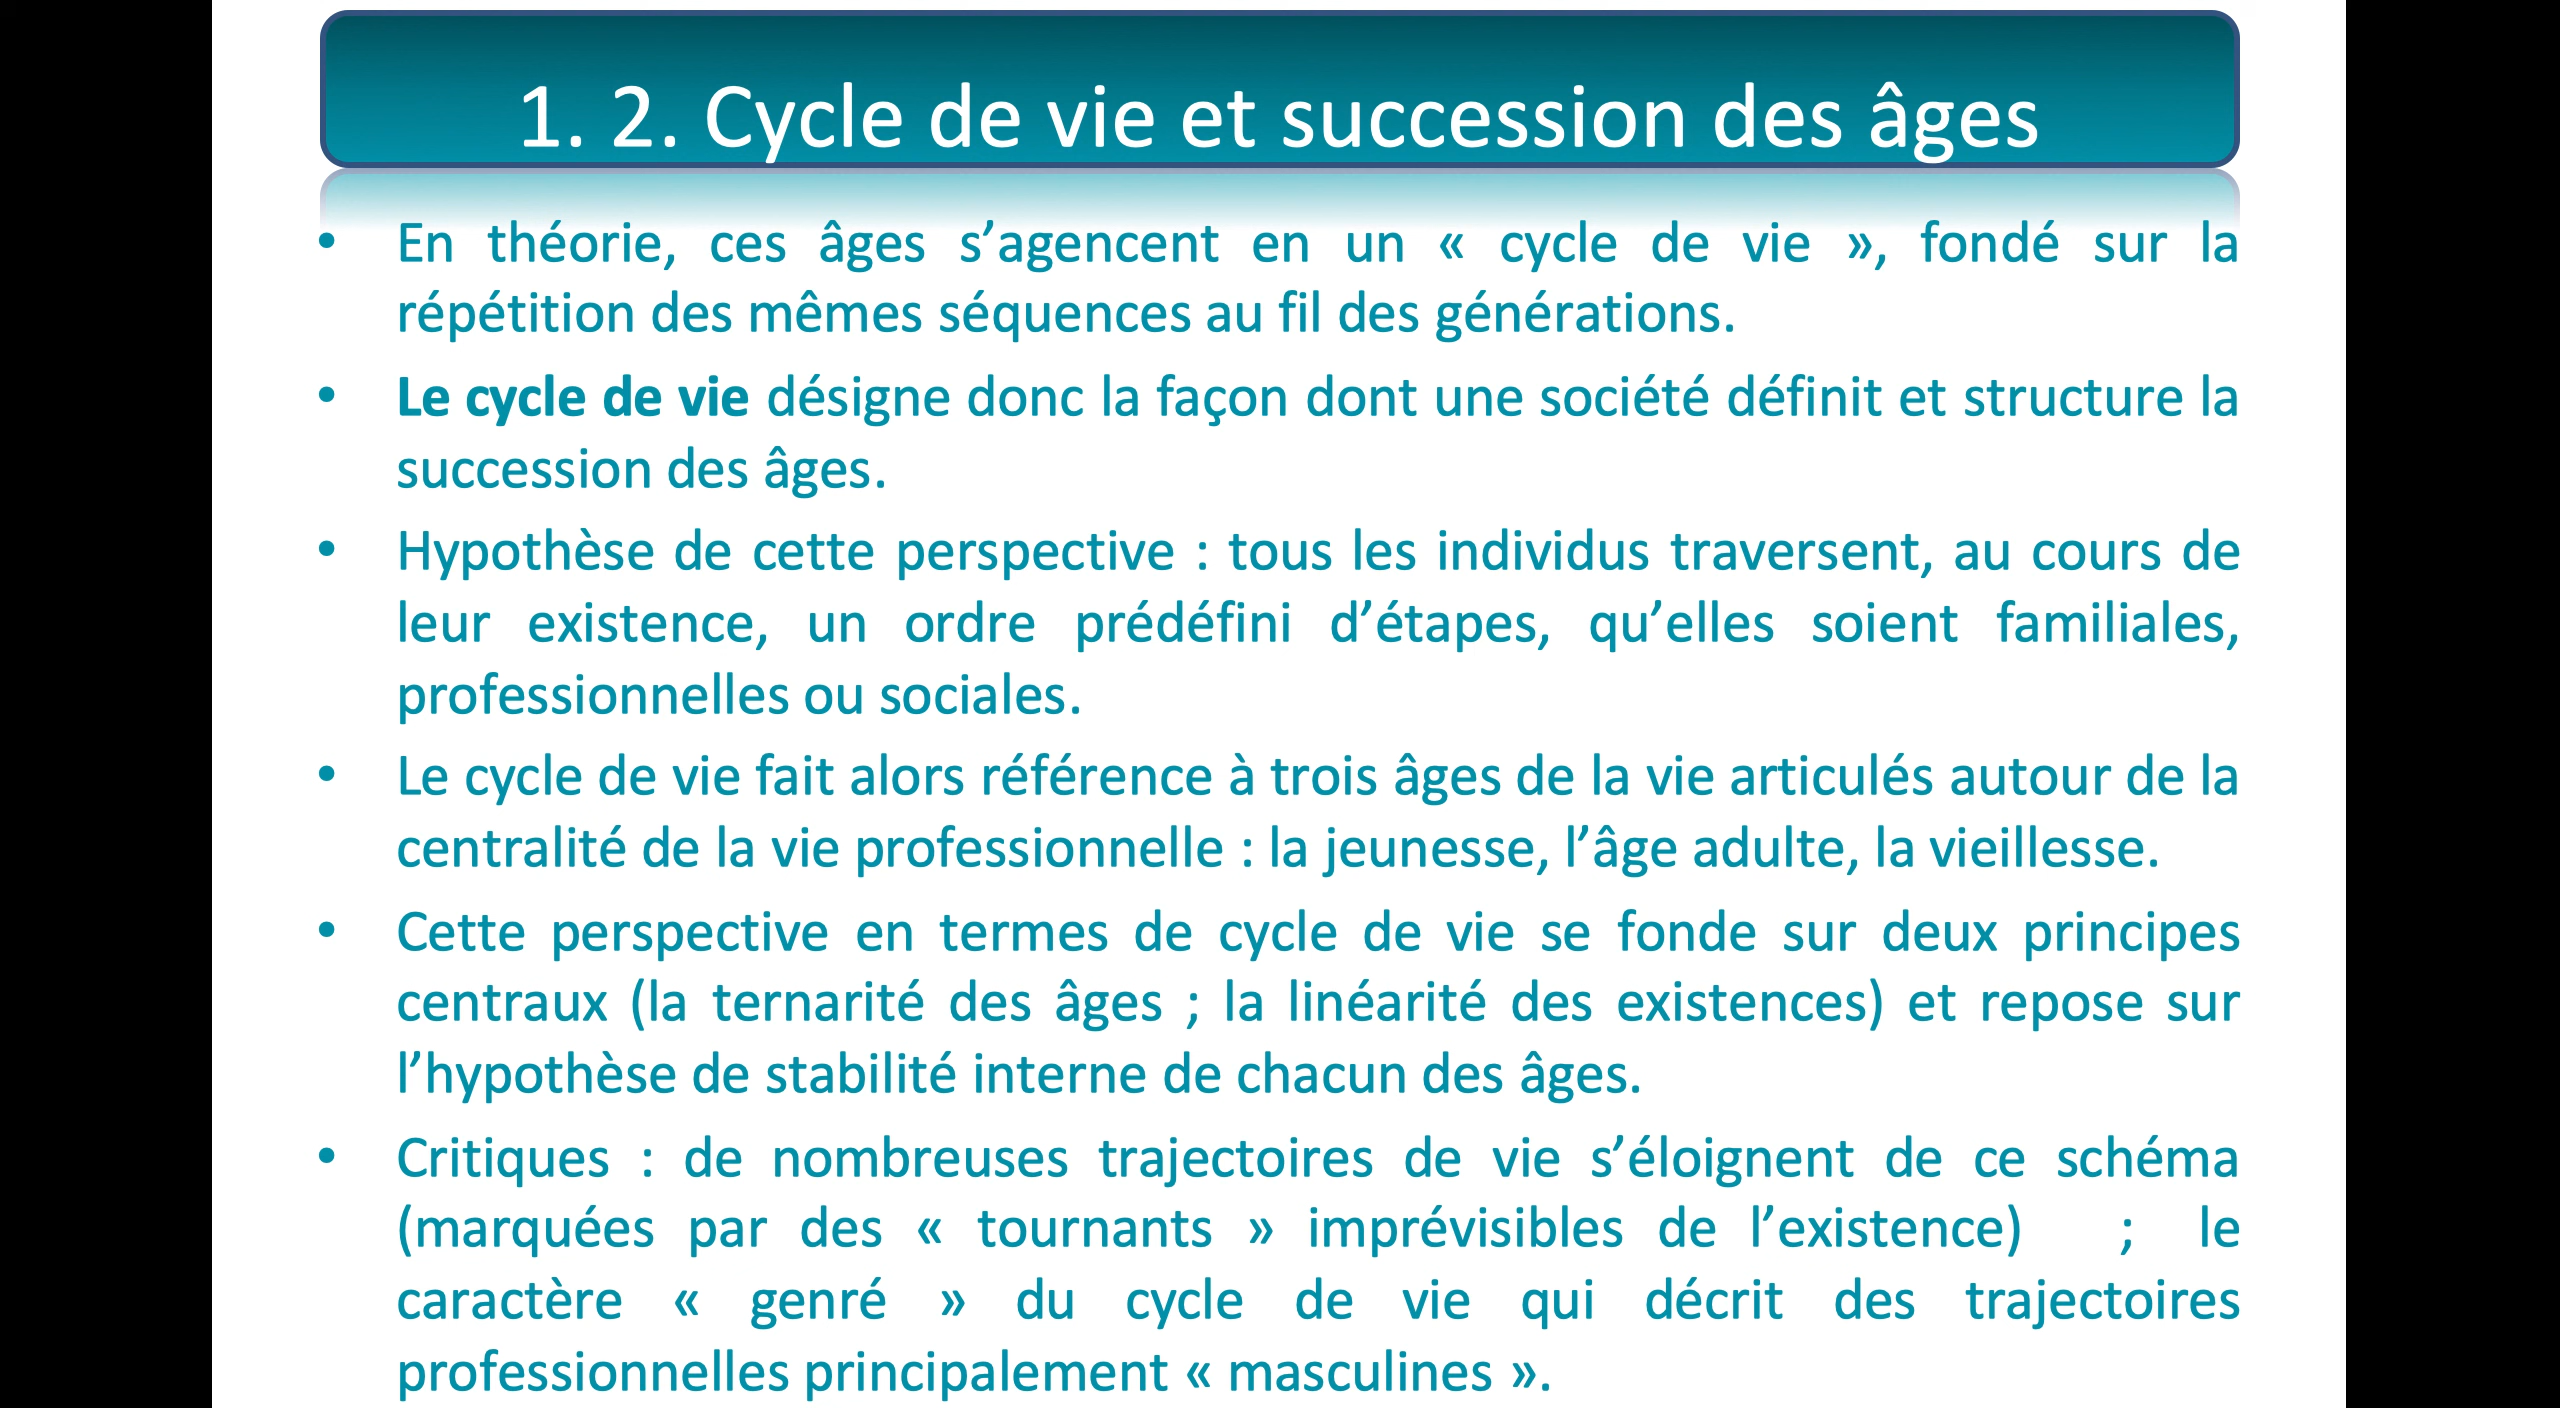 1. 2. Cycle de vie et succession des âges
• En théorie, ces âges s’agencent en un « cycle de vie », fondé sur la
répétition des mêmes séquences au fil des générations.
• Le cycle de vie désigne donc la façon dont une société définit et structure la
succession des âges.
• Hypothèse de cette perspective : tous les individus traversent, au cours de
leur existence, un ordre prédéfini d’étapes, qu’elles soient familiales,
professionnelles ou sociales.
• Le cycle de vie fait alors référence à trois âges de la vie articulés autour de la
centralité de la vie professionnelle : la jeunesse, l’âge adulte, la vieillesse.
• Cette perspective en termes de cycle de vie se fonde sur deux principes
centraux (la ternarité des âges ; la linéarité des existences) et repose sur
l’hypothèse de stabilité interne de chacun des âges.
• Critiques : de nombreuses trajectoires de vie s’éloignent de ce schéma
(marquées par des « tournants » imprévisibles de l’existence) ; le
caractère « genré » du cycle de vie qui décrit des trajectoires
professionnelles principalement « masculines ».